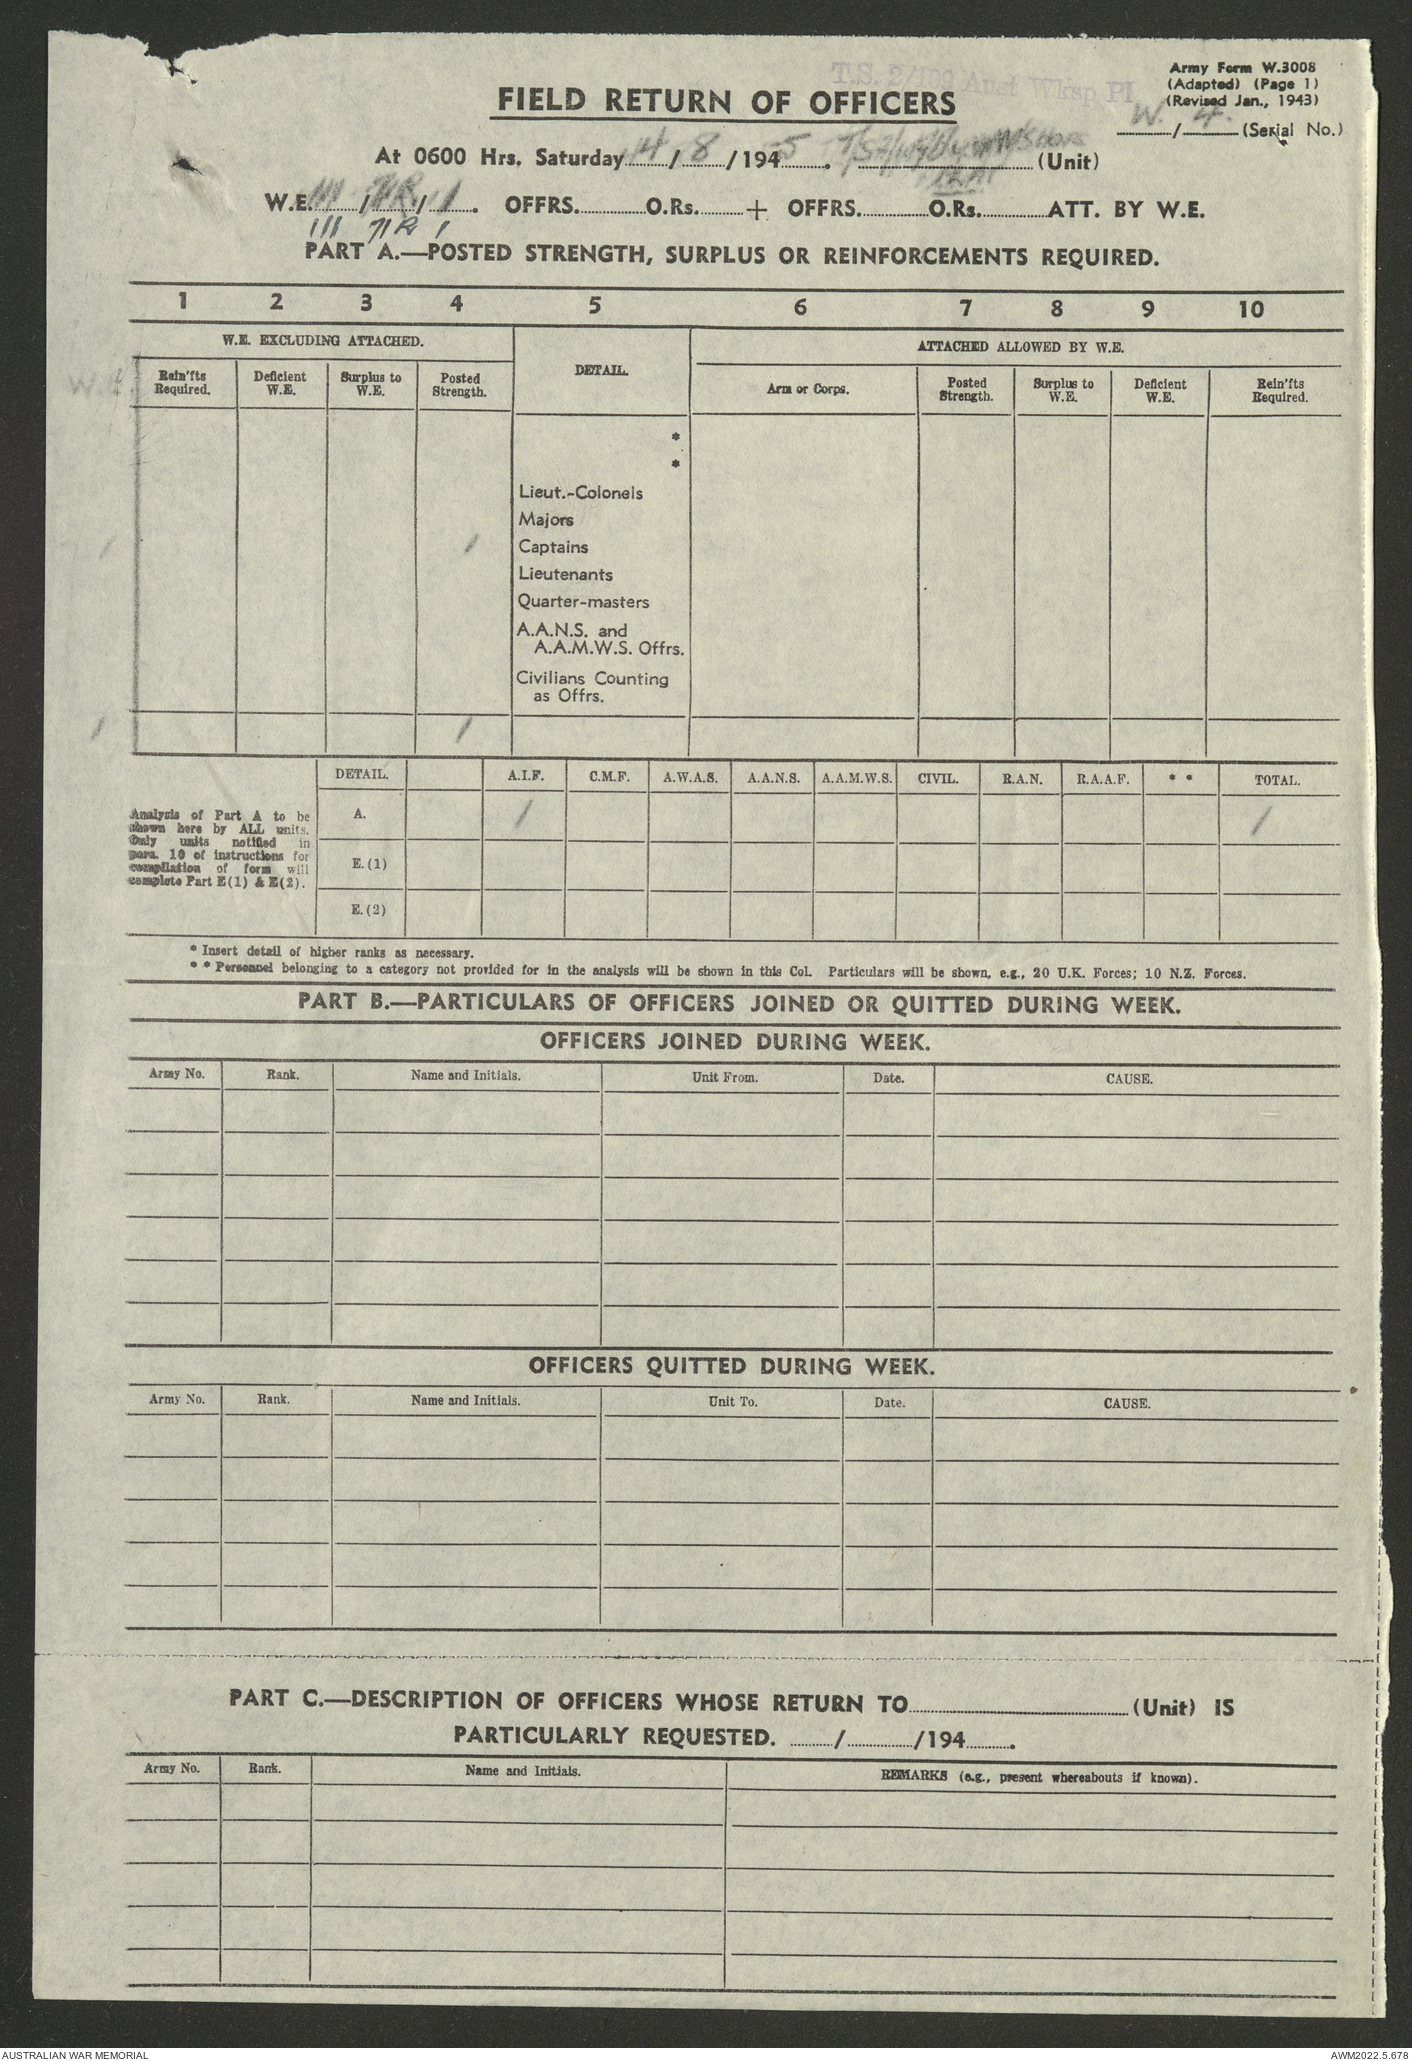 T.S. 2/ Aust Wksp Pl
Army Form W.3008
(Adapted) (Page 1)
(Revised Jan., 1943)
FIELD RETURN OF OFFICERS
W. / 4. (Serial No.)
At 0600 Hrs. Saturday 4 / 8 / 1945. (Unit)
W.E. 111 / 71R / 1. OFFRS. O.Rs. + OFFRS. O.Rs. ATT. BY W.E.
111 71R 1
PART A.—POSTED STRENGTH, SURPLUS OR REINFORCEMENTS REQUIRED.
1 2 3 4 5 6 7 8 9 10
W.E. EXCLUDING ATTACHED. DETAIL. ATTACHED ALLOWED BY W.E.
W.E. Rein'fts Required. Deficient W.E. Surplus to W.E. Posted Strength. Arm or Corps. Posted Strength. Surplus to W.E. Deficient W.E. Rein'fts Required.
*
*
Lieut.-Colonels
Majors
1 1 Captains
Lieutenants
Quarter-masters
A.A.N.S. and
A.A.M.W.S. Offrs.
Civilians Counting
as Offrs.
1 1
DETAIL. A.I.F. C.M.F. A.W.A.S. A.A.N.S. A.A.M.W.S. CIVIL. R.A.N. R.A.A.F. * * TOTAL.
Analysis of Part A to be
shown here by ALL units.
Only units notified in
para. 10 of instructions for
compilation of form will
complete Part E(1) & E(2).
A. 1 1
E.(1)
E.(2)
* Insert detail of higher ranks as necessary.
* * Personnel belonging to a category not provided for in the analysis will be shown in this Col. Particulars will be shown, e.g., 20 U.K. Forces; 10 N.Z. Forces.
PART B.—PARTICULARS OF OFFICERS JOINED OR QUITTED DURING WEEK.
OFFICERS JOINED DURING WEEK.
Army No. Rank. Name and Initials. Unit From. Date. CAUSE.
OFFICERS QUITTED DURING WEEK.
Army No. Rank. Name and Initials. Unit To. Date. CAUSE.
PART C.—DESCRIPTION OF OFFICERS WHOSE RETURN TO (Unit) IS
PARTICULARLY REQUESTED. / /194 .
Army No. Rank. Name and Initials. REMARKS (e.g., present whereabouts if known).
AUSTRALIAN WAR MEMORIAL AWM2022.5.678